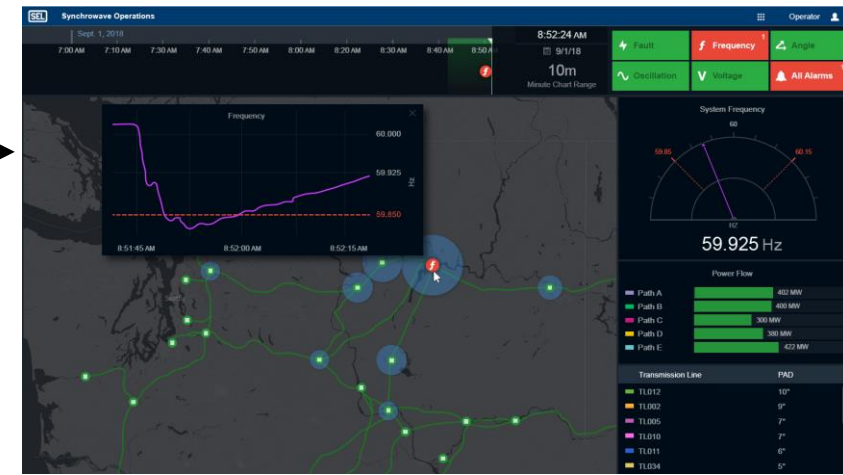 SEL Synchrowave Operations
Operator
Sept. 1, 2018
7:00 AM 7:10 AM 7:30 AM 7:40 AM 7:50 AM 8:00 AM 8:20 AM 8:30 AM 8:40 AM 8:50 A
8:52:24 AM
9/1/18
10m
Minute Chart Range
Fault
Frequency 1
Angle
Oscillation
Voltage
All Alarms 1
Frequency
60.000
59.925
Hz
59.850
8:51:45 AM 8:52:00 AM 8:52:15 AM
System Frequency
60
59.85 60.15
HZ
59.925 Hz
Power Flow
Path A 402 MW
Path B 400 MW
Path C 300 MW
Path D 380 MW
Path E 422 MW
Transmission Line PAD
TL012 10°
TL002 9°
TL005 7°
TL010 7°
TL011 6°
TL034 5°